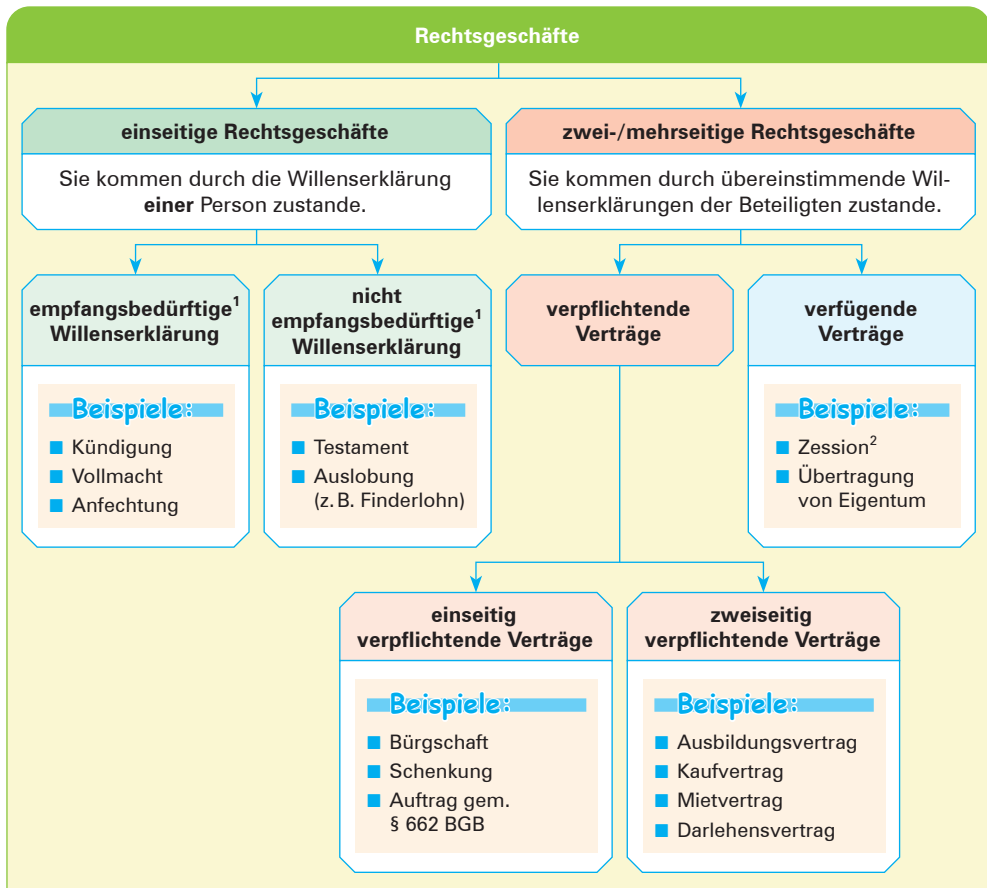 Rechtsgeschäfte
einseitige Rechtsgeschäfte
Sie kommen durch die Willenserklärung
einer Person zustande.
zwei-/mehrseitige Rechtsgeschäfte
Sie kommen durch übereinstimmende Wil-
lenserklärungen der Beteiligten zustande.
empfangsbedürftige¹
Willenserklärung
Beispiele:
■ Kündigung
■ Vollmacht
■ Anfechtung
nicht
empfangsbedürftige¹
Willenserklärung
Beispiele:
■ Testament
■ Auslobung
(z. B. Finderlohn)
verpflichtende
Verträge
verfügende
Verträge
Beispiele:
■ Zession²
■ Übertragung
von Eigentum
einseitig
verpflichtende Verträge
Beispiele:
■ Bürgschaft
■ Schenkung
■ Auftrag gem.
§ 662 BGB
zweiseitig
verpflichtende Verträge
Beispiele:
■ Ausbildungsvertrag
■ Kaufvertrag
■ Mietvertrag
■ Darlehensvertrag